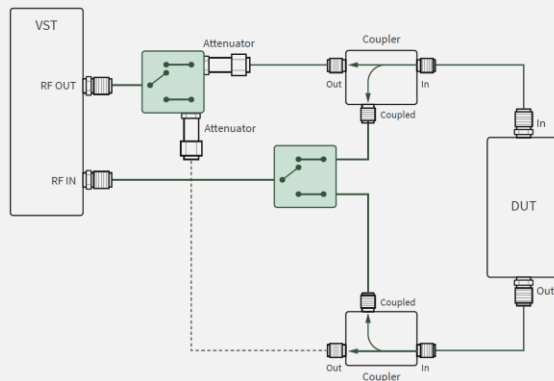 VST
Attenuator
Coupler
RF OUT
Out
In
Attenuator
Coupled
In
RF IN
DUT
Out
Coupled
Out
In
Coupler